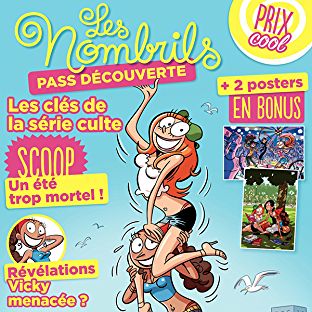 Les
Nombrils
PASS DÉCOUVERTE
PRIX
cool
Les clés de
la série culte
+ 2 posters
EN BONUS
SCOOP
Un été
trop mortel !
Révélations
Vicky
menacée ?